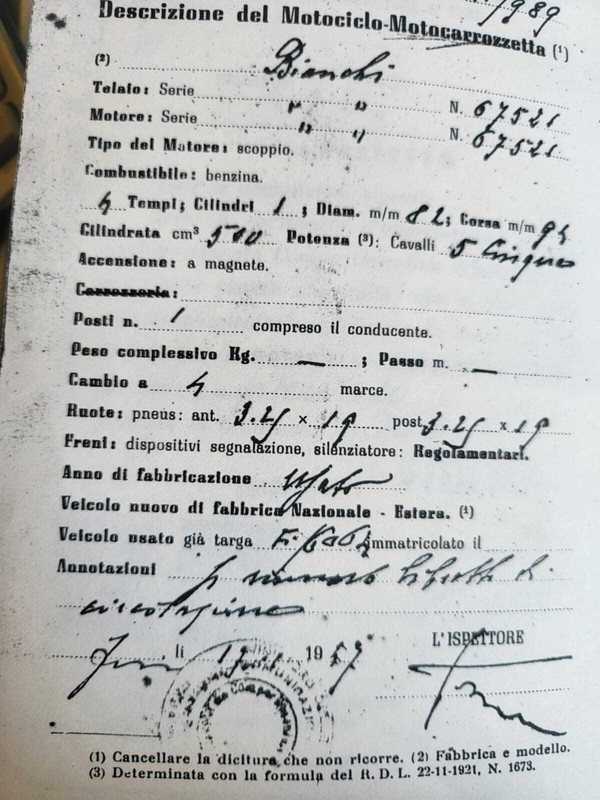 1989
Descrizione del Motociclo-Motocarrozzetta (1)
(2) Bianchi
Telaio: Serie " " N. 67521
Motore: Serie " " N. 67521
Tipo del Motore: scoppio.
Combustibile: benzina.
4 Tempi; Cilindri 1; Diam. m/m 82; Corsa m/m 94
Cilindrata cm³ 500 Potenza (3): Cavalli 5 Cinque
Accensione: a magnete.
Carrozzeria:
Posti n. 1 compreso il conducente.
Peso complessivo Kg. —; Passo m. —
Cambio a 4 marce.
Ruote: pneus: ant. 3.25 x 19 post. 3.25 x 19
Freni: dispositivi segnalazione, silenziatore: Regolamentari.
Anno di fabbricazione Usato
Veicolo nuovo di fabbrica Nazionale - Estera. (1)
Veicolo usato già targa immatricolato il
Annotazioni di
circolazione
li 1957
L'ISPETTORE
(1) Cancellare la dicitura che non ricorre. (2) Fabbrica e modello.
(3) Determinata con la formula del R. D. L. 22-11-1921, N. 1673.